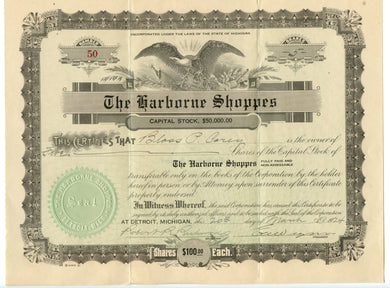 INCORPORATED UNDER THE LAWS OF THE STATE OF MICHIGAN
NUMBER
50
SHARES
The Harborne Shoppes
CAPITAL STOCK, $50,000.00
THIS CERTIFIES THAT is the owner of
Shares of the Capital Stock of
The Harborne Shoppes FULLY PAID AND NON-ASSESSABLE
transferable only on the books of the Corporation by the holder
hereof in person or by Attorney upon surrender of this Certificate
properly endorsed.
In Witness Whereof, the said Corporation has caused this Certificate to be
signed by its duly authorized officers and to be sealed with the Seal of the Corporation
AT DETROIT, MICHIGAN, this 20th day of March
SHARES $100.00 Each.